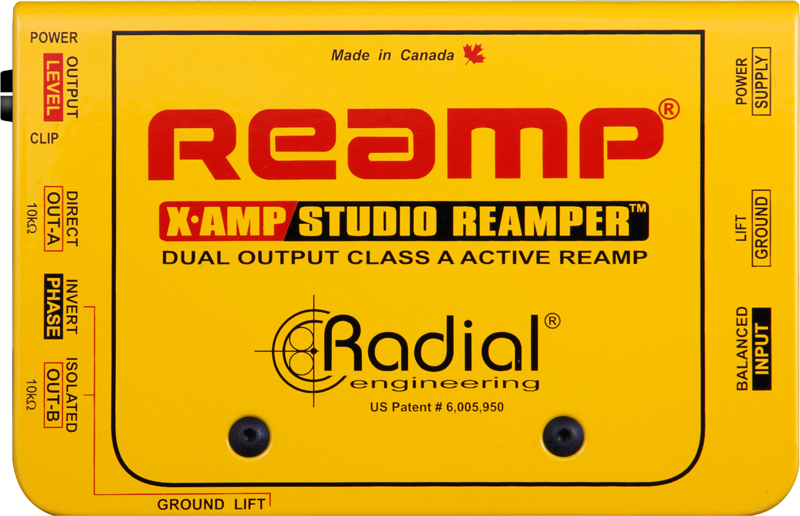 POWER
OUTPUT
LEVEL
CLIP
DIRECT
OUT-A
10kΩ
INVERT
PHASE
ISOLATED
OUT-B
10kΩ
GROUND LIFT
Made in Canada
REAMP®
X·AMP/STUDIO REAMPER™
DUAL OUTPUT CLASS A ACTIVE REAMP
Radial®
engineering
US Patent # 6,005,950
POWER
SUPPLY
LIFT
GROUND
BALANCED
INPUT